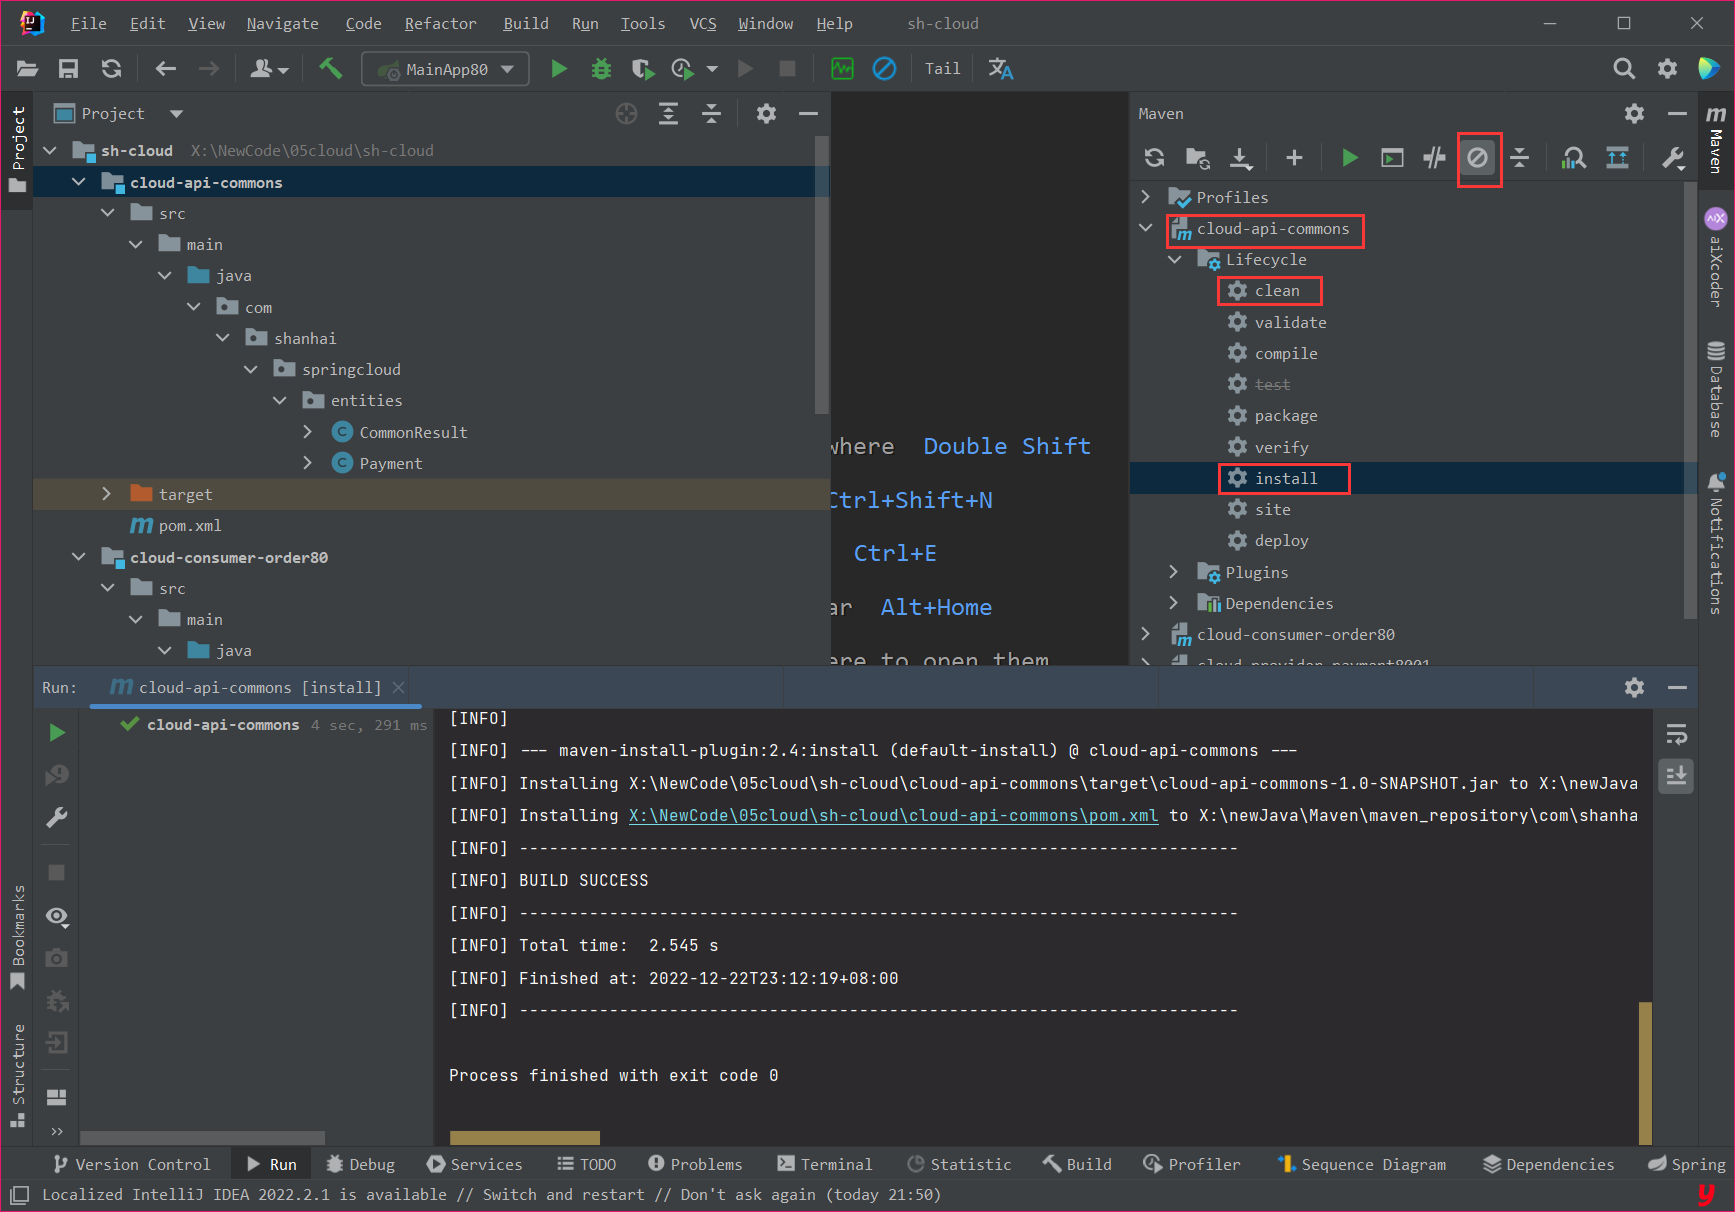 File Edit View Navigate Code Refactor Build Run Tools VCS Window Help sh-cloud
MainApp80 Tail
Project
Project
sh-cloud X:\NewCode\05cloud\sh-cloud
cloud-api-commons
src
main
java
com
shanhai
springcloud
entities
CommonResult
Payment
target
pom.xml
cloud-consumer-order80
src
main
java
where Double Shift
Ctrl+Shift+N
Ctrl+E
ar Alt+Home
ere to open them
Maven
Profiles
cloud-api-commons
Lifecycle
clean
validate
compile
test
package
verify
install
site
deploy
Plugins
Dependencies
cloud-consumer-order80
cloud-provider-payment8001
Maven
aiXcoder
Database
Notifications
Run: cloud-api-commons [install]
cloud-api-commons 4 sec, 291 ms
[INFO]
[INFO] --- maven-install-plugin:2.4:install (default-install) @ cloud-api-commons ---
[INFO] Installing X:\NewCode\05cloud\sh-cloud\cloud-api-commons\target\cloud-api-commons-1.0-SNAPSHOT.jar to X:\newJava
[INFO] Installing X:\NewCode\05cloud\sh-cloud\cloud-api-commons\pom.xml to X:\newJava\Maven\maven_repository\com\shanha
[INFO] ------------------------------------------------------------------------
[INFO] BUILD SUCCESS
[INFO] ------------------------------------------------------------------------
[INFO] Total time:  2.545 s
[INFO] Finished at: 2022-12-22T23:12:19+08:00
[INFO] ------------------------------------------------------------------------
Process finished with exit code 0
Bookmarks
Structure
Version Control Run Debug Services TODO Problems Terminal Statistic Build Profiler Sequence Diagram Dependencies Spring
Localized IntelliJ IDEA 2022.2.1 is available // Switch and restart // Don't ask again (today 21:50)